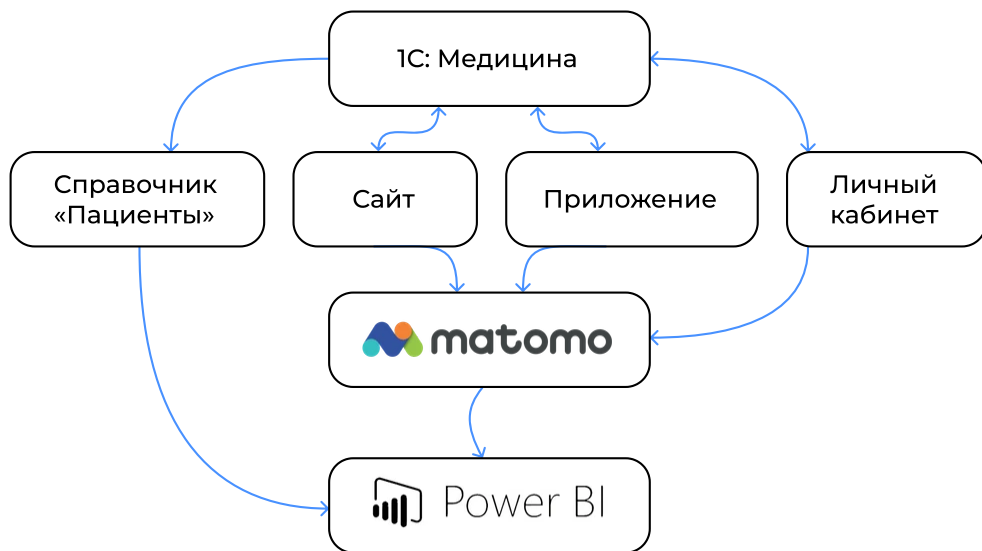 1С: Медицина
Справочник
«Пациенты»
Сайт
Приложение
Личный
кабинет
matomo
Power BI